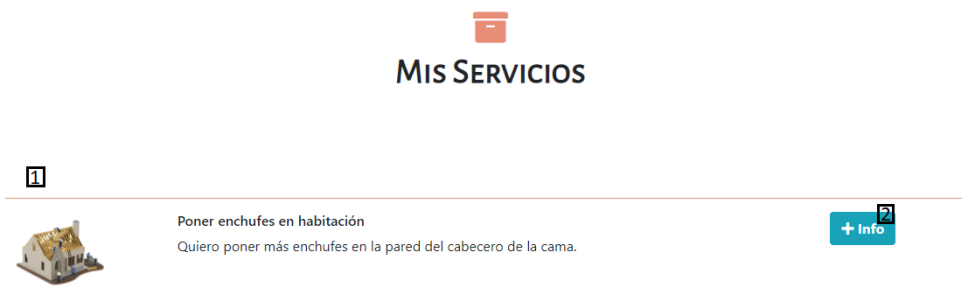 Mis Servicios
1
Poner enchufes en habitación
2
+ Info
Quiero poner más enchufes en la pared del cabecero de la cama.